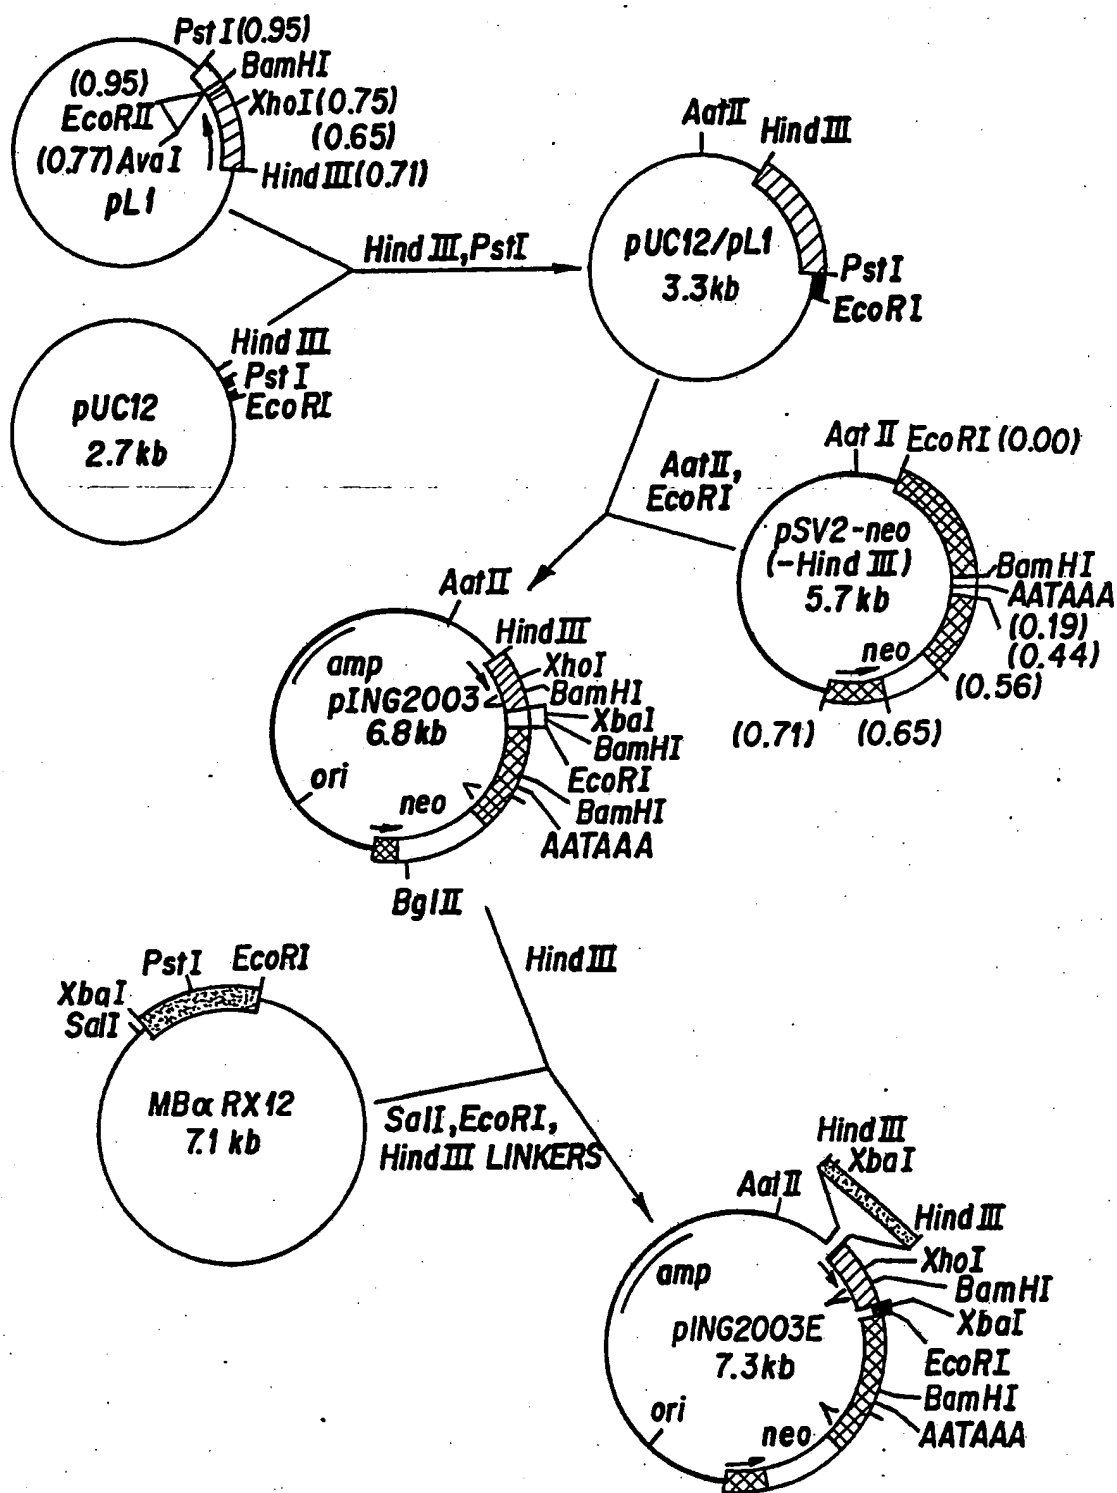 PstI(0.95)
BamHI
(0.95)
EcoRII
XhoI(0.75)
(0.65)
(0.77)AvaI
HindIII(0.71)
pL1
HindIII,PstI
AatII
HindIII
pUC12/pL1
3.3kb
PstI
EcoRI
HindIII
PstI
EcoRI
pUC12
2.7kb
AatII,
EcoRI
AatII
EcoRI(0.00)
pSV2-neo
(-HindIII)
5.7kb
BamHI
AATAAA
(0.19)
(0.44)
neo
(0.56)
(0.71)
(0.65)
AatII
HindIII
XhoI
BamHI
XbaI
BamHI
EcoRI
BamHI
AATAAA
amp
pING2003
6.8kb
ori
neo
BglII
HindIII
PstI
EcoRI
XbaI
SalI
MBαRX12
7.1kb
SalI,EcoRI,
HindIII LINKERS
HindIII
XbaI
AatII
HindIII
XhoI
BamHI
XbaI
EcoRI
BamHI
AATAAA
amp
pING2003E
7.3kb
ori
neo